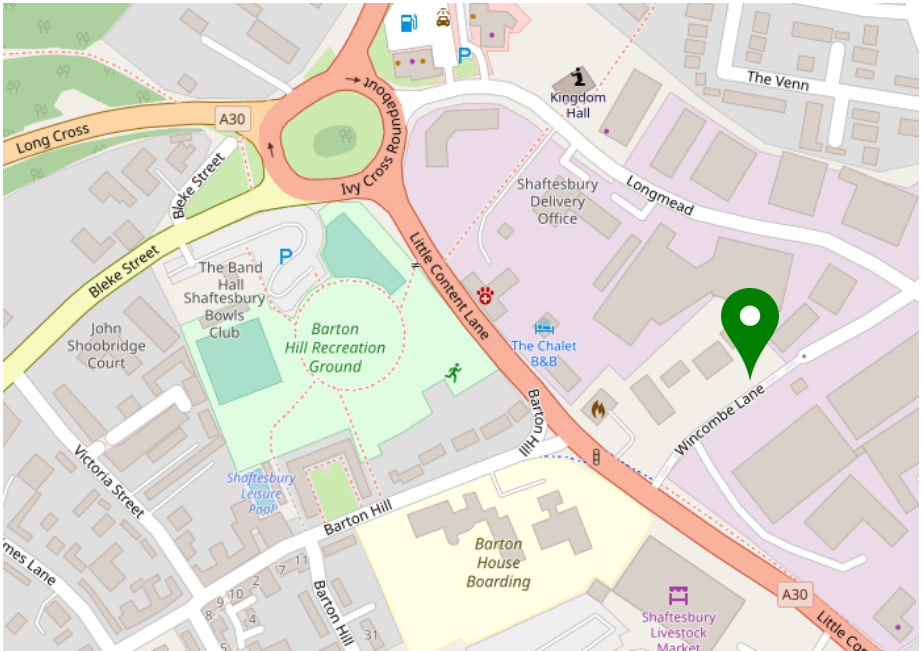 The Venn
Kingdom
Hall
A30
Long Cross
Ivy Cross Roundabout
Bleke Street
Longmead
Shaftesbury
Delivery
Office
Bleke Street
Little Content Lane
The Band
Hall
Shaftesbury
Bowls
Club
John
Shoobridge
Court
Barton
Hill Recreation
Ground
The Chalet
B&B
Barton Hill
Wincombe Lane
Victoria Street
Shaftesbury
Leisure
Pool
Barton Hill
Barton
House
Boarding
mes Lane
11
7
2
10
9
8
5
4
31
Barton Hill
A30
Shaftesbury
Livestock
Market
Little Co